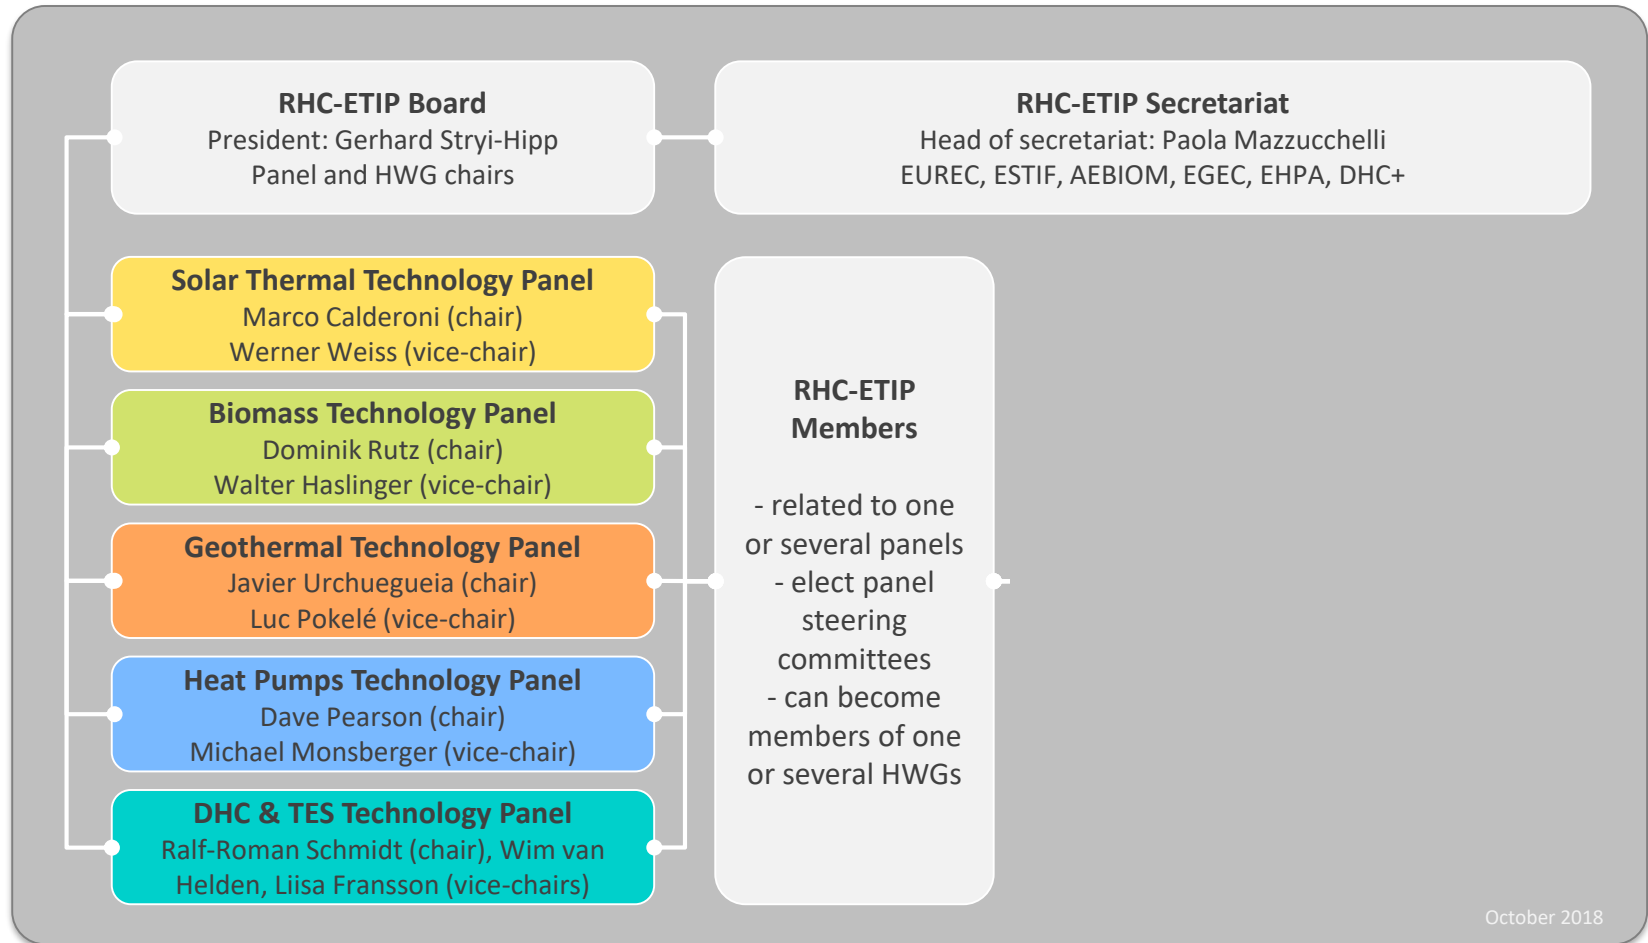 RHC-ETIP Board
President: Gerhard Stryi-Hipp
Panel and HWG chairs
RHC-ETIP Secretariat
Head of secretariat: Paola Mazzucchelli
EUREC, ESTIF, AEBIOM, EGEC, EHPA, DHC+
Solar Thermal Technology Panel
Marco Calderoni (chair)
Werner Weiss (vice-chair)
Biomass Technology Panel
Dominik Rutz (chair)
Walter Haslinger (vice-chair)
Geothermal Technology Panel
Javier Urchuegueia (chair)
Luc Pokelé (vice-chair)
Heat Pumps Technology Panel
Dave Pearson (chair)
Michael Monsberger (vice-chair)
DHC & TES Technology Panel
Ralf-Roman Schmidt (chair), Wim van
Helden, Liisa Fransson (vice-chairs)
RHC-ETIP
Members
- related to one
or several panels
- elect panel
steering
committees
- can become
members of one
or several HWGs
October 2018